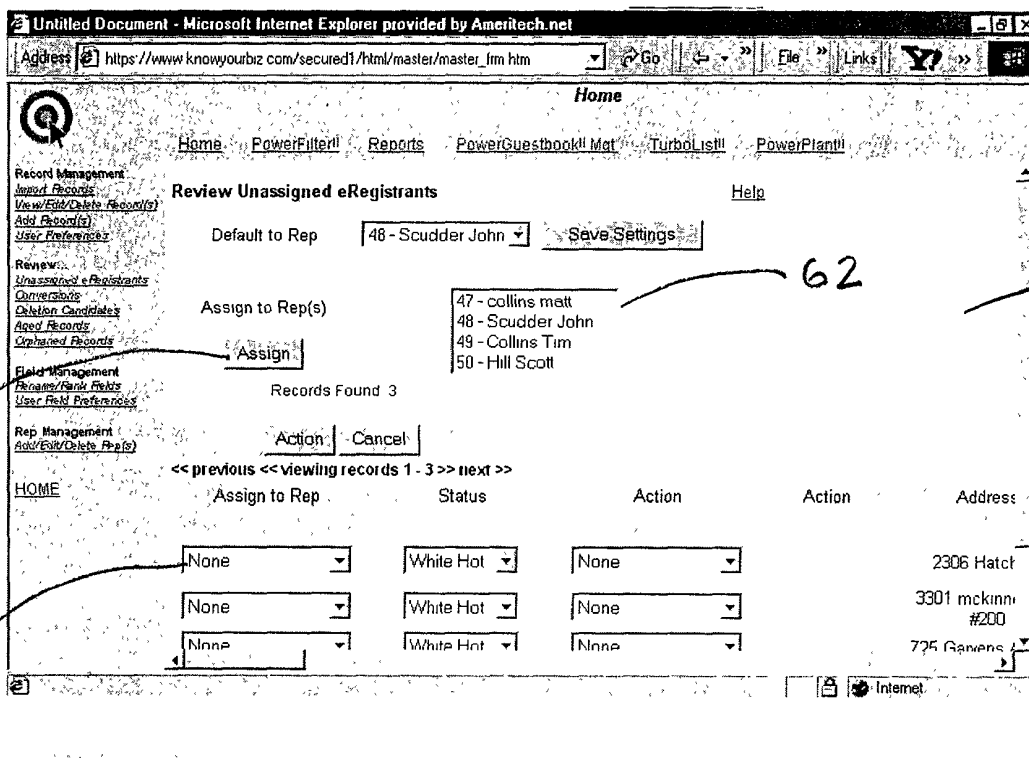 Untitled Document - Microsoft Internet Explorer provided by Ameritech.net
Address https://www knowyourbiz com/secured1/html/master/master_frm htm Go » File » Links »
Home
Home PowerFilter!! Reports PowerGuestbook!! Mat TurboList!! PowerPlant!!
Record Management
Import Records
View/Edit/Delete Record(s)
Add Record(s)
User Preferences
Review...
Unassigned eRegistrants
Conversions
Deletion Candidates
Aged Records
Orphaned Records
Field Management
Rename/Rank Fields
User Field Preferences
Rep Management
Add/Edit/Delete Rep(s)
HOME
Review Unassigned eRegistrants Help
Default to Rep 48 - Scudder John Save Settings
62
Assign to Rep(s)
47 - collins matt
48 - Scudder John
49 - Collins Tim
50 - Hill Scott
Assign
Records Found 3
Action Cancel
<< previous << viewing records 1 - 3 >> next >>
Assign to Rep Status Action Action Address
None White Hot None 2306 Hatch
None White Hot None 3301 mckinn
#200
None White Hot None 725
Internet